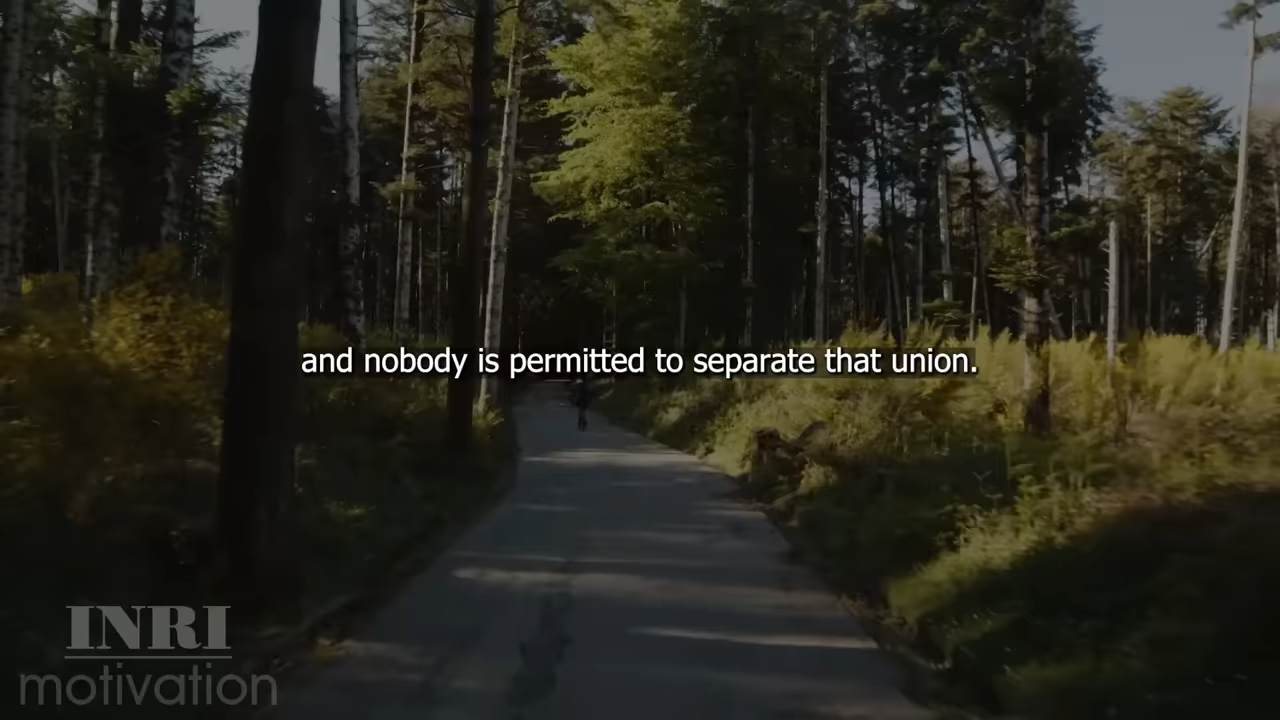 and nobody is permitted to separate that union.
INRI
motivation